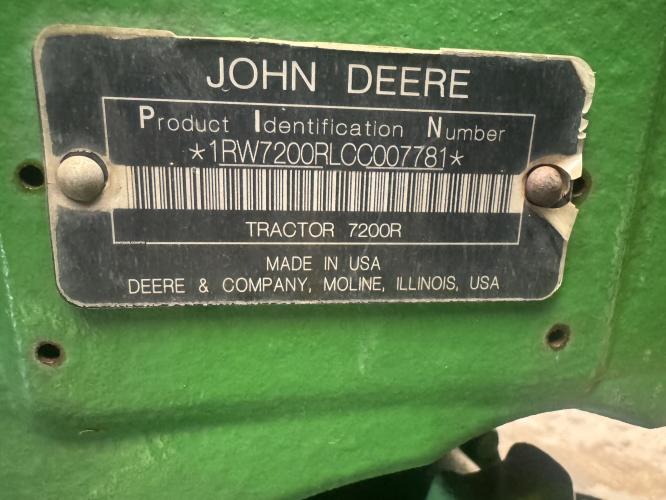 JOHN DEERE
Product Identification Number
*1RW7200RLCC007781*
TRACTOR 7200R
MADE IN USA
DEERE & COMPANY, MOLINE, ILLINOIS, USA